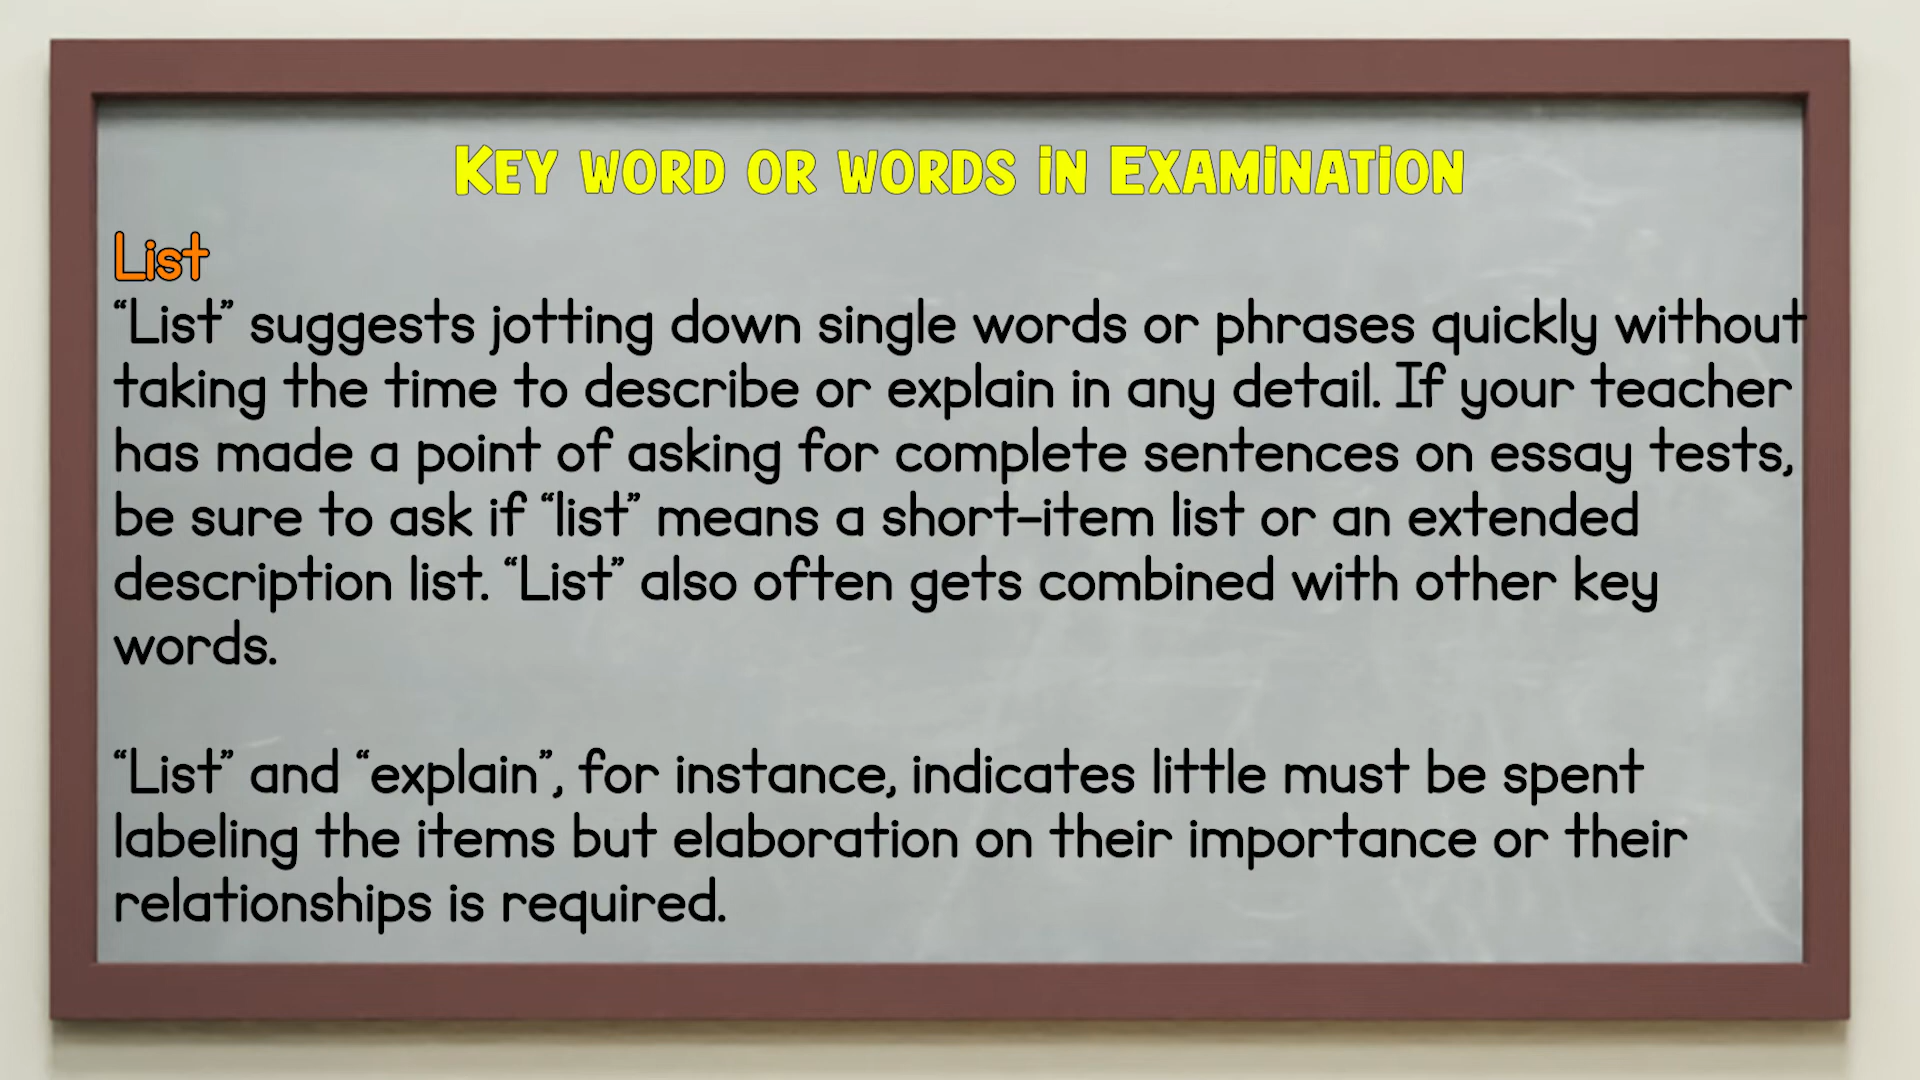 Key word or words in Examination
List
“List” suggests jotting down single words or phrases quickly without
taking the time to describe or explain in any detail. If your teacher
has made a point of asking for complete sentences on essay tests,
be sure to ask if “list” means a short-item list or an extended
description list. “List” also often gets combined with other key
words.
“List” and “explain”, for instance, indicates little must be spent
labeling the items but elaboration on their importance or their
relationships is required.